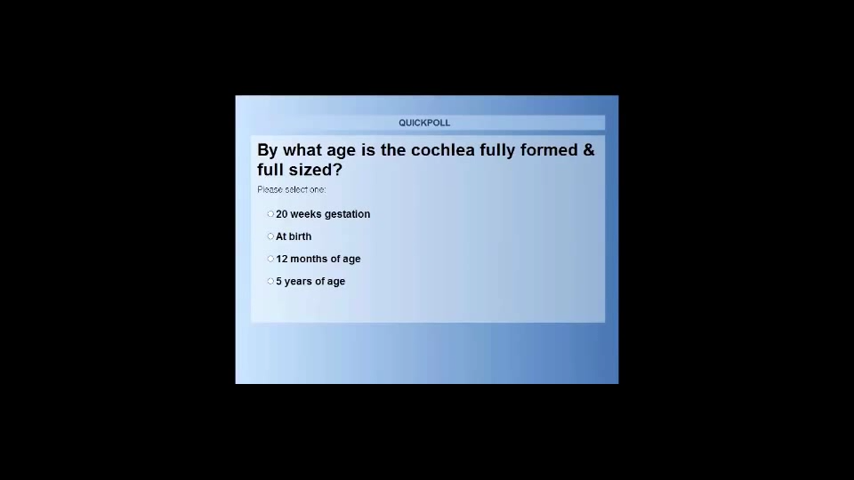 QUICKPOLL
By what age is the cochlea fully formed &
full sized?
Please select one:
20 weeks gestation
At birth
12 months of age
5 years of age